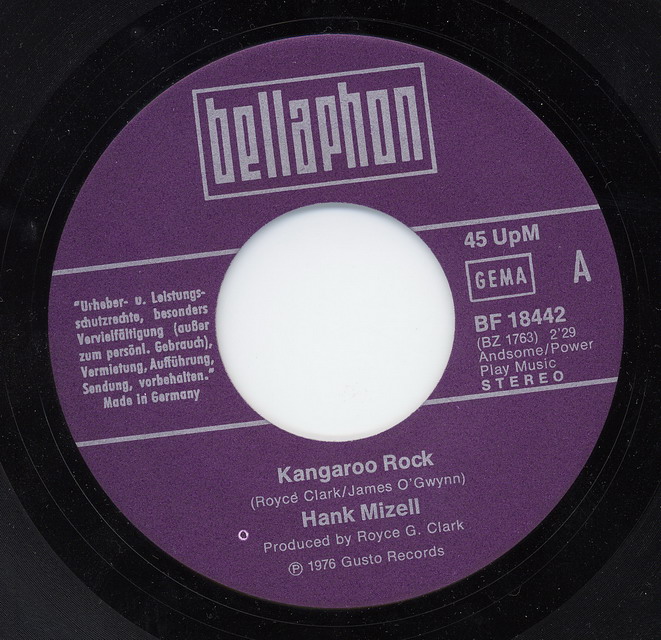 bellaphon
45 UpM
GEMA
A
"Urheber- u. Leistungs-
schutzrechte, besonders
Vervielfältigung (außer
zum persönl. Gebrauch),
Vermietung, Aufführung,
Sendung, vorbehalten."
Made in Germany
BF 18442
(BZ 1763) 2'29
Andsome/Power
Play Music
STEREO
Kangaroo Rock
(Royce Clark/James O'Gwynn)
Hank Mizell
Produced by Royce G. Clark
℗ 1976 Gusto Records